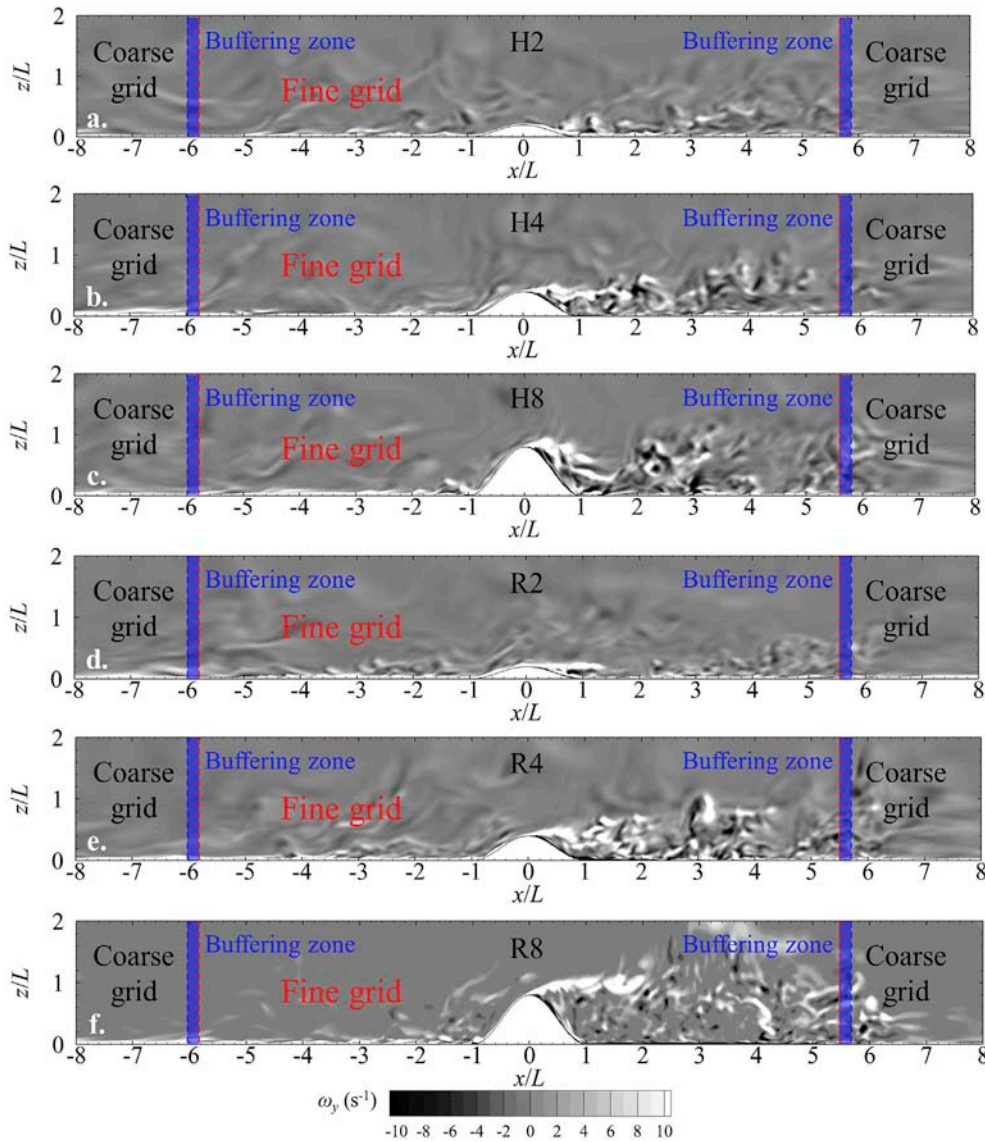 2
1
0
z/L
Coarse grid
Buffering zone
Fine grid
H2
Buffering zone
Coarse grid
a.
-8 -7 -6 -5 -4 -3 -2 -1 0 1 2 3 4 5 6 7 8
x/L
2
1
0
z/L
Coarse grid
Buffering zone
Fine grid
H4
Buffering zone
Coarse grid
b.
-8 -7 -6 -5 -4 -3 -2 -1 0 1 2 3 4 5 6 7 8
x/L
2
1
0
z/L
Coarse grid
Buffering zone
Fine grid
H8
Buffering zone
Coarse grid
c.
-8 -7 -6 -5 -4 -3 -2 -1 0 1 2 3 4 5 6 7 8
x/L
2
1
0
z/L
Coarse grid
Buffering zone
Fine grid
R2
Buffering zone
Coarse grid
d.
-8 -7 -6 -5 -4 -3 -2 -1 0 1 2 3 4 5 6 7 8
x/L
2
1
0
z/L
Coarse grid
Buffering zone
Fine grid
R4
Buffering zone
Coarse grid
e.
-8 -7 -6 -5 -4 -3 -2 -1 0 1 2 3 4 5 6 7 8
x/L
2
1
0
z/L
Coarse grid
Buffering zone
Fine grid
R8
Buffering zone
Coarse grid
f.
-8 -7 -6 -5 -4 -3 -2 -1 0 1 2 3 4 5 6 7 8
x/L
ω_y (s⁻¹)
-10 -8 -6 -4 -2 0 2 4 6 8 10